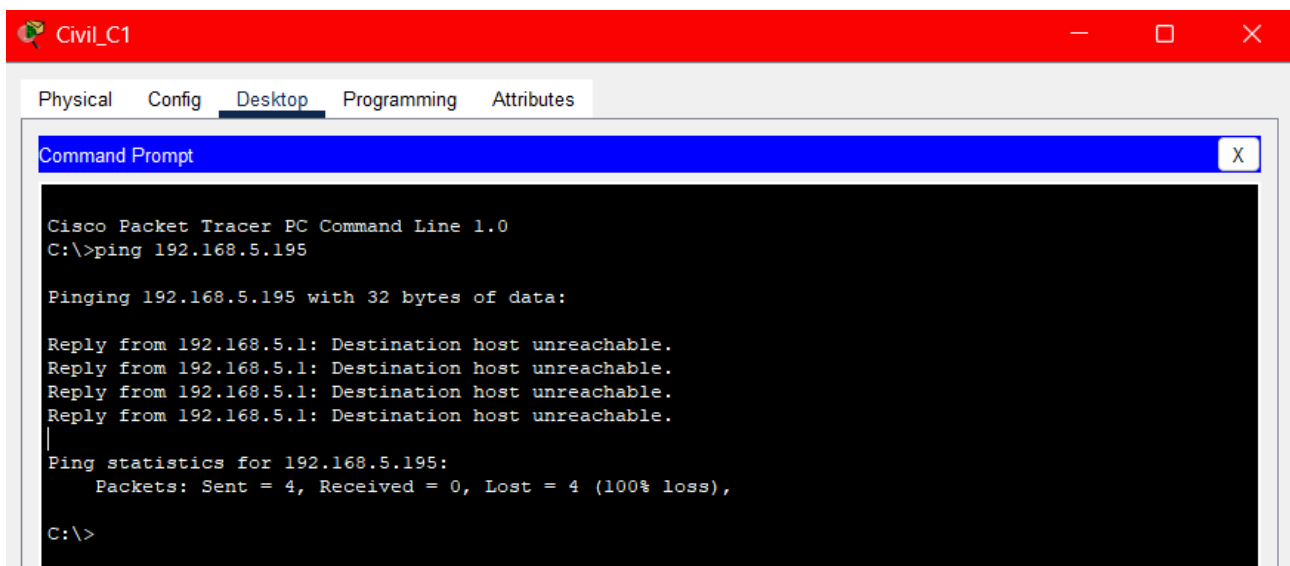 Civil_C1
Physical Config Desktop Programming Attributes
Command Prompt
X
Cisco Packet Tracer PC Command Line 1.0
C:\>ping 192.168.5.195
Pinging 192.168.5.195 with 32 bytes of data:
Reply from 192.168.5.1: Destination host unreachable.
Reply from 192.168.5.1: Destination host unreachable.
Reply from 192.168.5.1: Destination host unreachable.
Reply from 192.168.5.1: Destination host unreachable.
Ping statistics for 192.168.5.195:
Packets: Sent = 4, Received = 0, Lost = 4 (100% loss),
C:\>